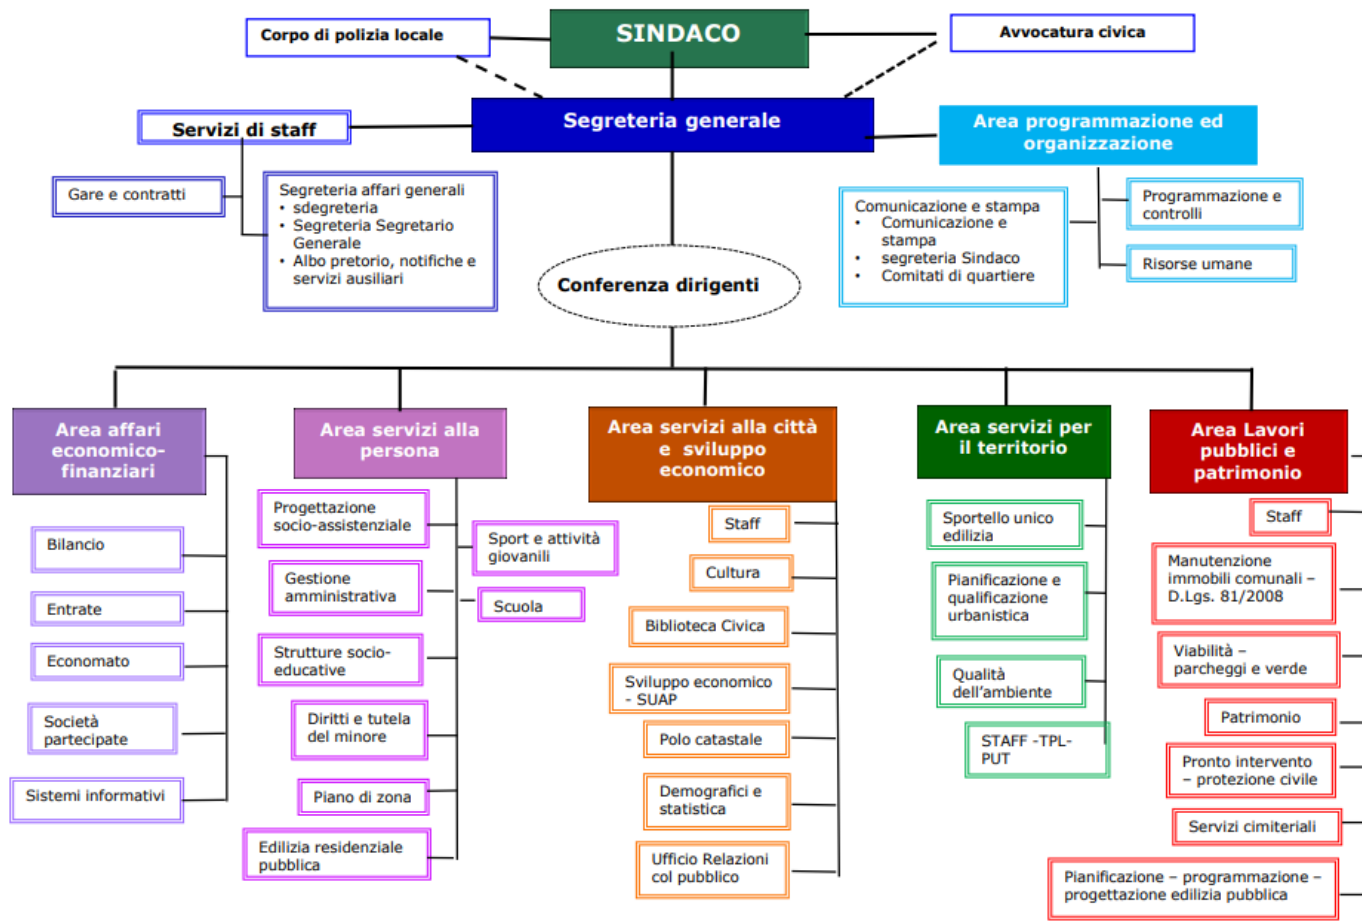 SINDACO
Corpo di polizia locale
Avvocatura civica
Segreteria generale
Servizi di staff
Area programmazione ed
organizzazione
Gare e contratti
Segreteria affari generali
• sdegreteria
• Segreteria Segretario
Generale
• Albo pretorio, notifiche e
servizi ausiliari
Comunicazione e stampa
• Comunicazione e
stampa
• segreteria Sindaco
• Comitati di quartiere
Programmazione e
controlli
Risorse umane
Conferenza dirigenti
Area affari
economico-
finanziari
Bilancio
Entrate
Economato
Società
partecipate
Sistemi informativi
Area servizi alla
persona
Progettazione
socio-assistenziale
Sport e attività
giovanili
Gestione
amministrativa
Scuola
Strutture socio-
educative
Diritti e tutela
del minore
Piano di zona
Edilizia residenziale
pubblica
Area servizi alla città
e sviluppo
economico
Staff
Cultura
Biblioteca Civica
Sviluppo economico
- SUAP
Polo catastale
Demografici e
statistica
Ufficio Relazioni
col pubblico
Area servizi per
il territorio
Sportello unico
edilizia
Pianificazione e
qualificazione
urbanistica
Qualità
dell'ambiente
STAFF -TPL-
PUT
Area Lavori
pubblici e
patrimonio
Staff
Manutenzione
immobili comunali –
D.Lgs. 81/2008
Viabilità –
parcheggi e verde
Patrimonio
Pronto intervento
– protezione civile
Servizi cimiteriali
Pianificazione – programmazione –
progettazione edilizia pubblica